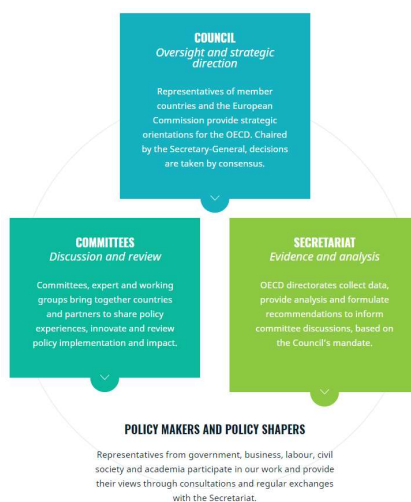 COUNCIL
Oversight and strategic
direction
Representatives of member
countries and the European
Commission provide strategic
orientations for the OECD. Chaired
by the Secretary-General, decisions
are taken by consensus.
COMMITTEES
Discussion and review
Committees, expert and working
groups bring together countries
and partners to share policy
experiences, innovate and review
policy implementation and impact.
SECRETARIAT
Evidence and analysis
OECD directorates collect data,
provide analysis and formulate
recommendations to inform
committee discussions, based on
the Council's mandate.
POLICY MAKERS AND POLICY SHAPERS
Representatives from government, business, labour, civil
society and academia participate in our work and provide
their views through consultations and regular exchanges
with the Secretariat.